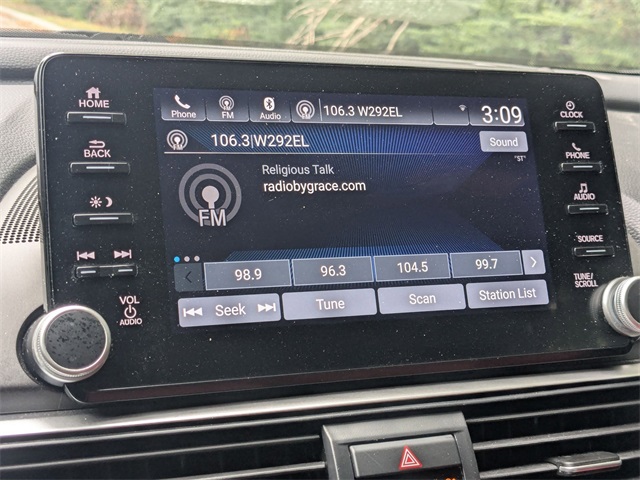 HOME
BACK
VOL
AUDIO
Phone
FM
Audio
106.3 W292EL
3:09
106.3|W292EL
Sound
"ST"
Religious Talk
radiobygrace.com
FM
98.9
96.3
104.5
99.7
Seek
Tune
Scan
Station List
CLOCK
PHONE
AUDIO
SOURCE
TUNE/
SCROLL